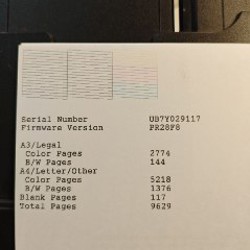 Serial Number UB7Y029117
Firmware Version PR28F8
A3/Legal
Color Pages 2774
B/W Pages 144
A4/Letter/Other
Color Pages 5218
B/W Pages 1376
Blank Pages 117
Total Pages 9629